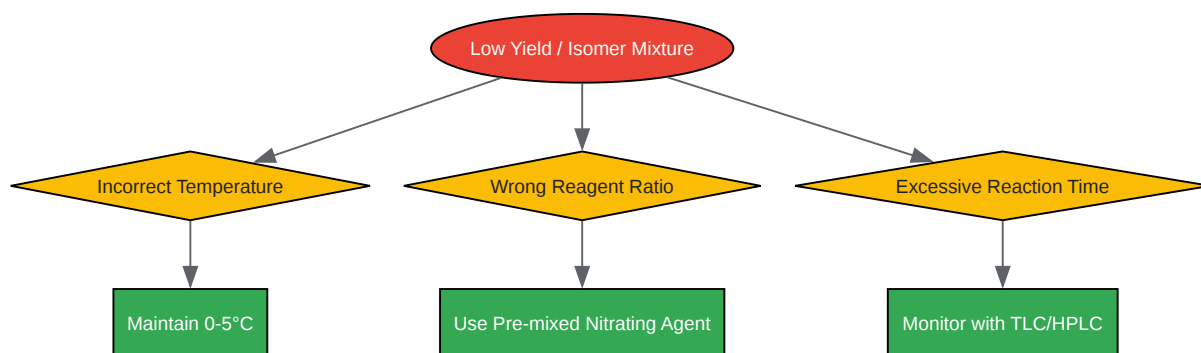 Low Yield / Isomer Mixture
Incorrect Temperature
Wrong Reagent Ratio
Excessive Reaction Time
Maintain 0-5°C
Use Pre-mixed Nitrating Agent
Monitor with TLC/HPLC